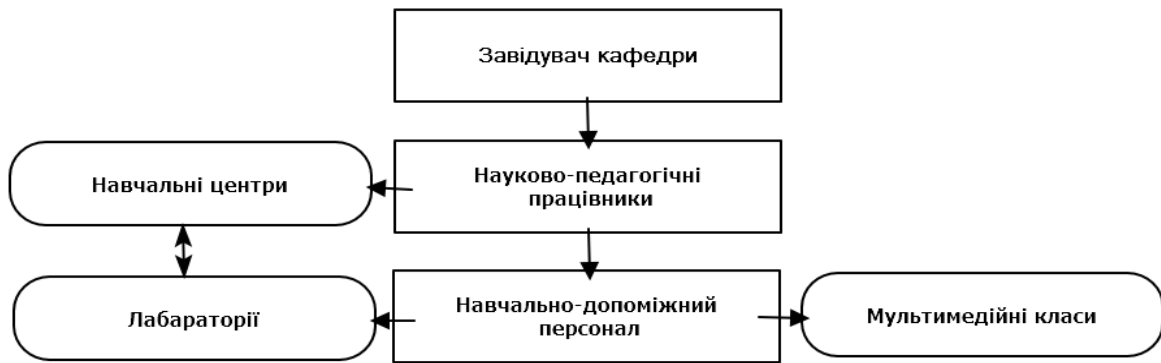 Завідувач кафедри
Навчальні центри
Науково-педагогічні
працівники
Лабараторії
Навчально-допоміжний
персонал
Мультимедійні класи